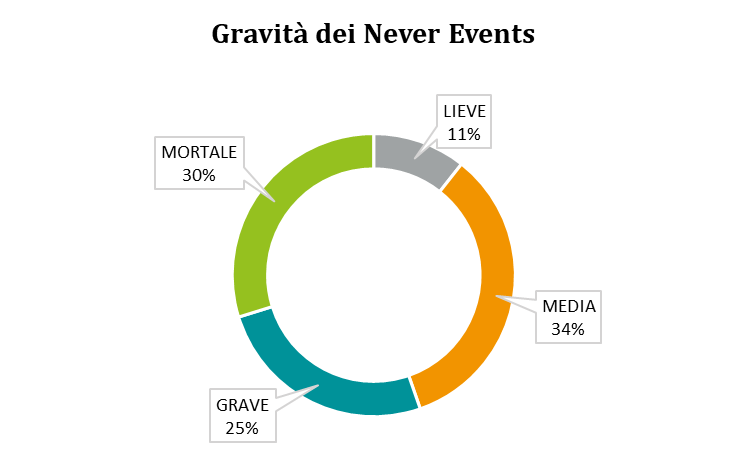 Gravità dei Never Events
LIEVE
11%
MORTALE
30%
MEDIA
34%
GRAVE
25%